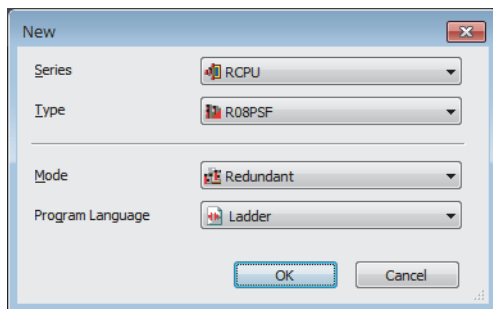 New
Series RCPU
Type R08PSF
Mode Redundant
Program Language Ladder
OK Cancel